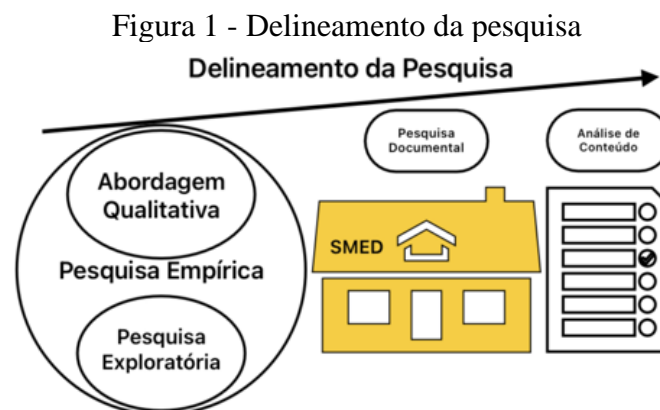 Figura 1 - Delineamento da pesquisa
Delineamento da Pesquisa
Abordagem
Qualitativa
Pesquisa Empírica
Pesquisa
Exploratória
Pesquisa
Documental
SMED
Análise de
Conteúdo